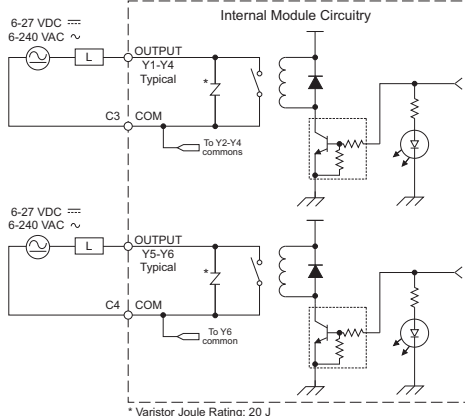 Internal Module Circuitry
6-27 VDC ⎓
6-240 VAC ∿
L
OUTPUT
Y1-Y4
Typical
*
C3
COM
To Y2-Y4
commons
6-27 VDC ⎓
6-240 VAC ∿
L
OUTPUT
Y5-Y6
Typical
*
C4
COM
To Y6
common
* Varistor Joule Rating: 20 J